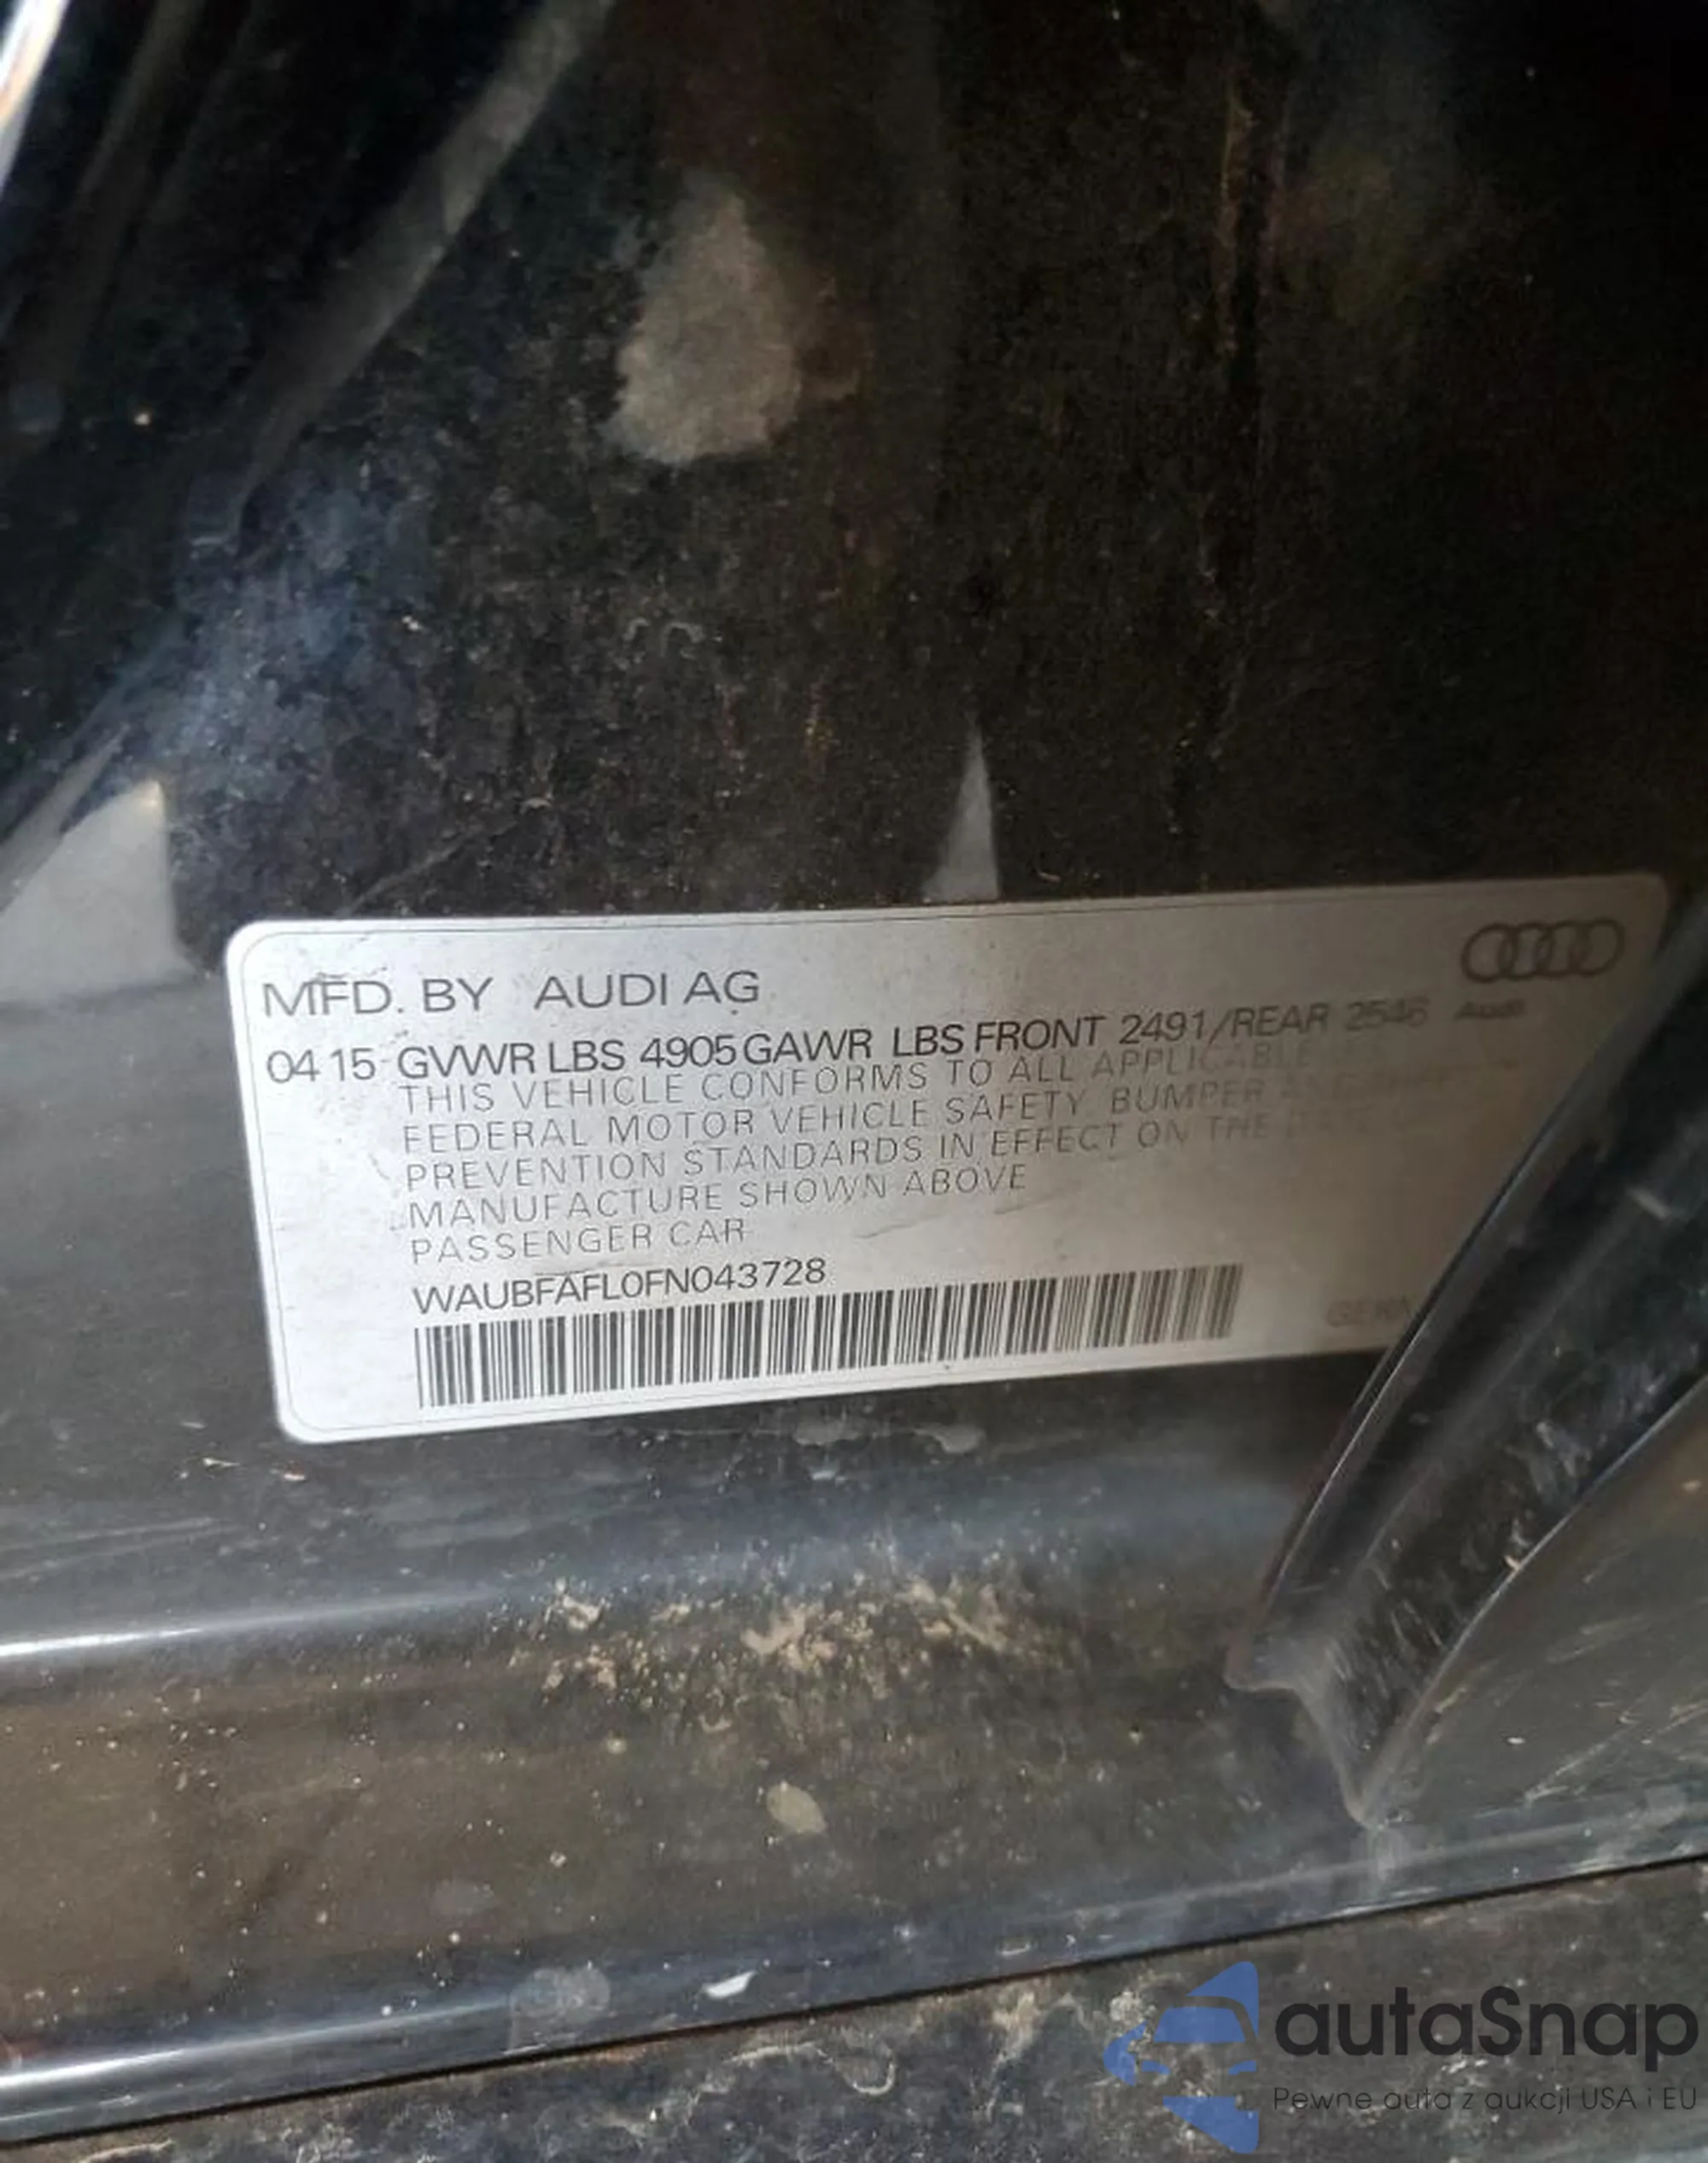 MFD. BY AUDI AG
04 15 GVWR LBS 4905 GAWR LBS FRONT 2491/REAR 2546
Audi
THIS VEHICLE CONFORMS TO ALL APPLICABLE
FEDERAL MOTOR VEHICLE SAFETY, BUMPER
PREVENTION STANDARDS IN EFFECT ON THE
MANUFACTURE SHOWN ABOVE
PASSENGER CAR
WAUBFAFL0FN043728
autaSnap
Pewne auta z aukcji USA i EU